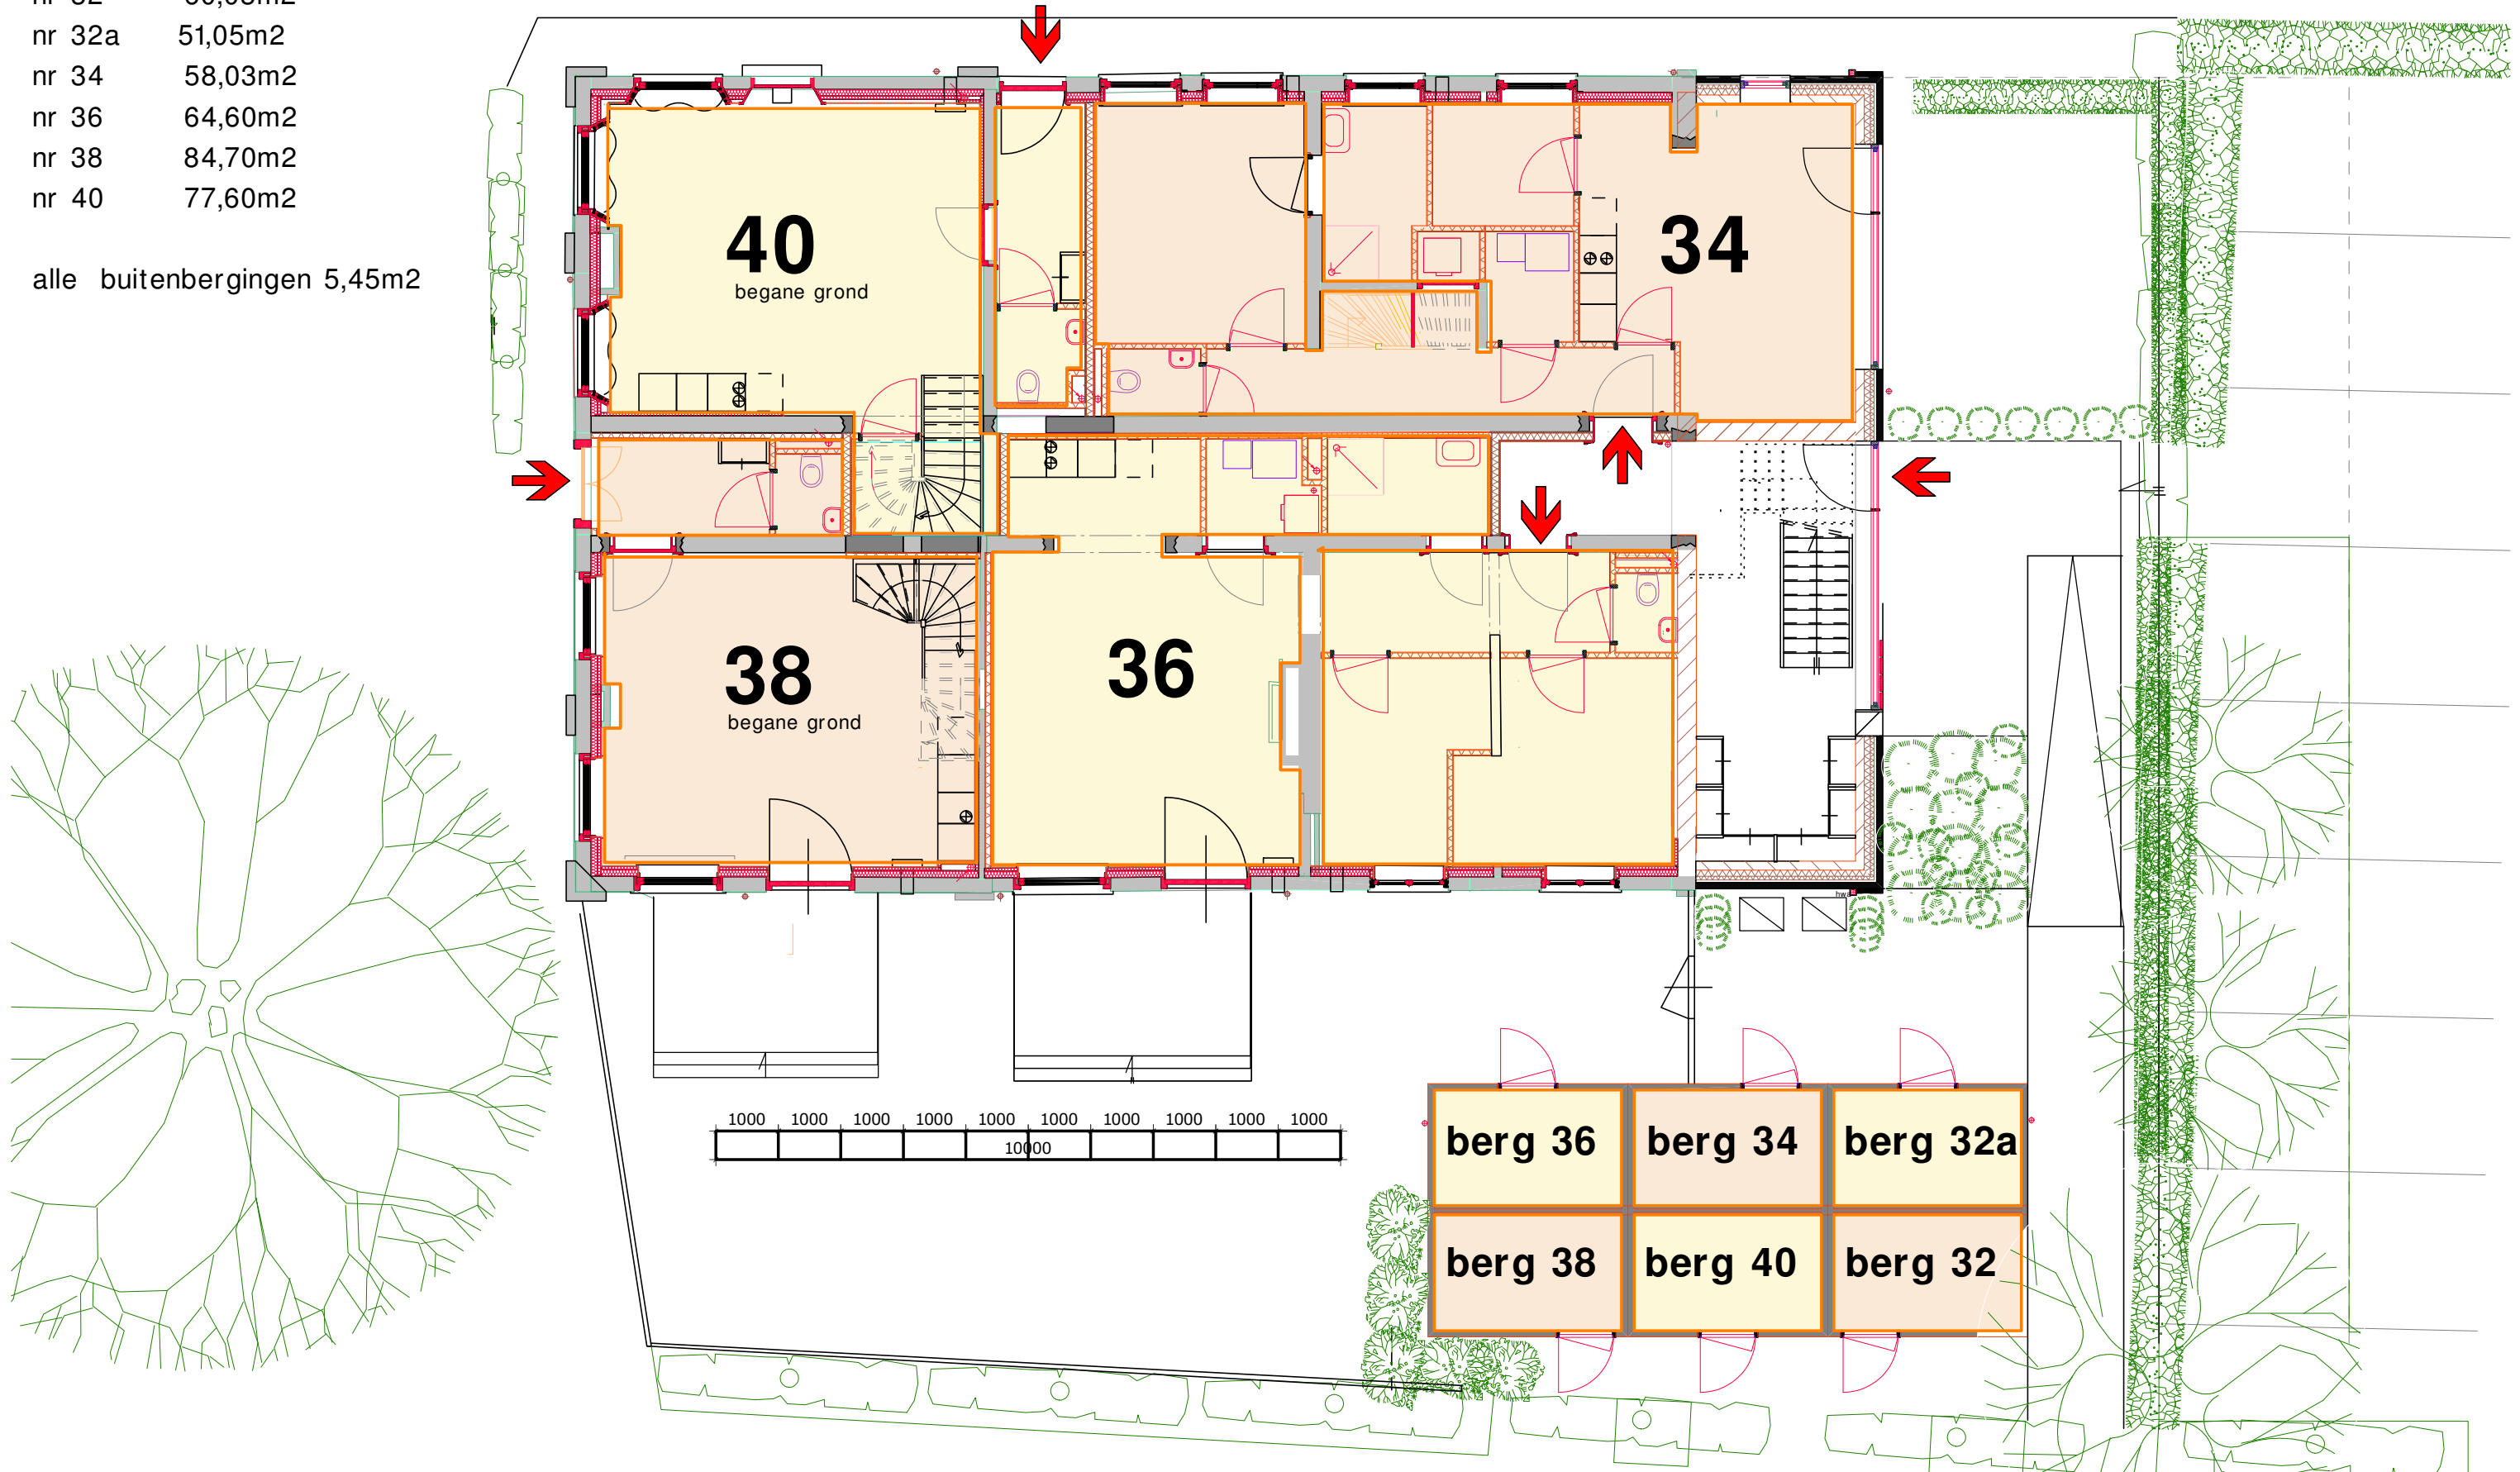 nr 32a 51,05m2
nr 34 58,03m2
nr 36 64,60m2
nr 38 84,70m2
nr 40 77,60m2
alle buitenbergingen 5,45m2
40
begane grond
34
38
begane grond
36
hwa
1000 1000 1000 1000 1000 1000 1000 1000 1000 1000
10000
berg 36 berg 34 berg 32a
berg 38 berg 40 berg 32